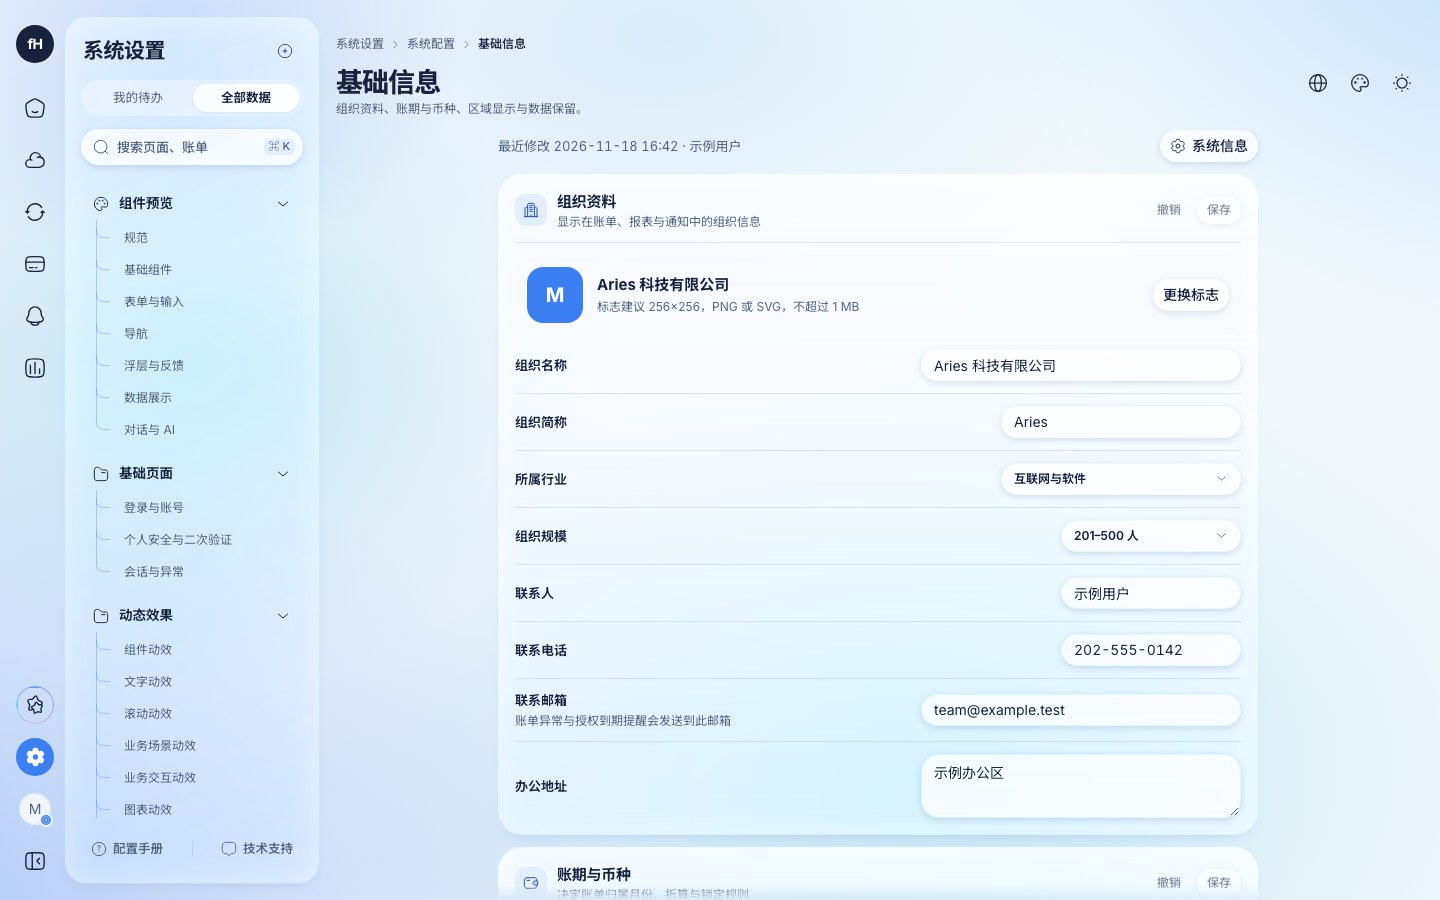 fH
系统设置
我的待办
全部数据
搜索页面、账单
⌘ K
组件预览
规范
基础组件
表单与输入
导航
浮层与反馈
数据展示
对话与 AI
基础页面
登录与账号
个人安全与二次验证
会话与异常
动态效果
组件动效
文字动效
滚动动效
业务场景动效
业务交互动效
图表动效
配置手册
技术支持
M
系统设置 > 系统配置 > 基础信息
基础信息
组织资料、账期与币种、区域显示与数据保留。
最近修改 2026-11-18 16:42 · 示例用户
系统信息
组织资料
显示在账单、报表与通知中的组织信息
撤销
保存
M
Aries 科技有限公司
标志建议 256×256，PNG 或 SVG，不超过 1 MB
更换标志
组织名称
Aries 科技有限公司
组织简称
Aries
所属行业
互联网与软件
组织规模
201–500 人
联系人
示例用户
联系电话
202-555-0142
联系邮箱
账单异常与授权到期提醒会发送到此邮箱
team@example.test
办公地址
示例办公区
账期与币种
决定账单归属月份、折算与锁定规则
撤销
保存